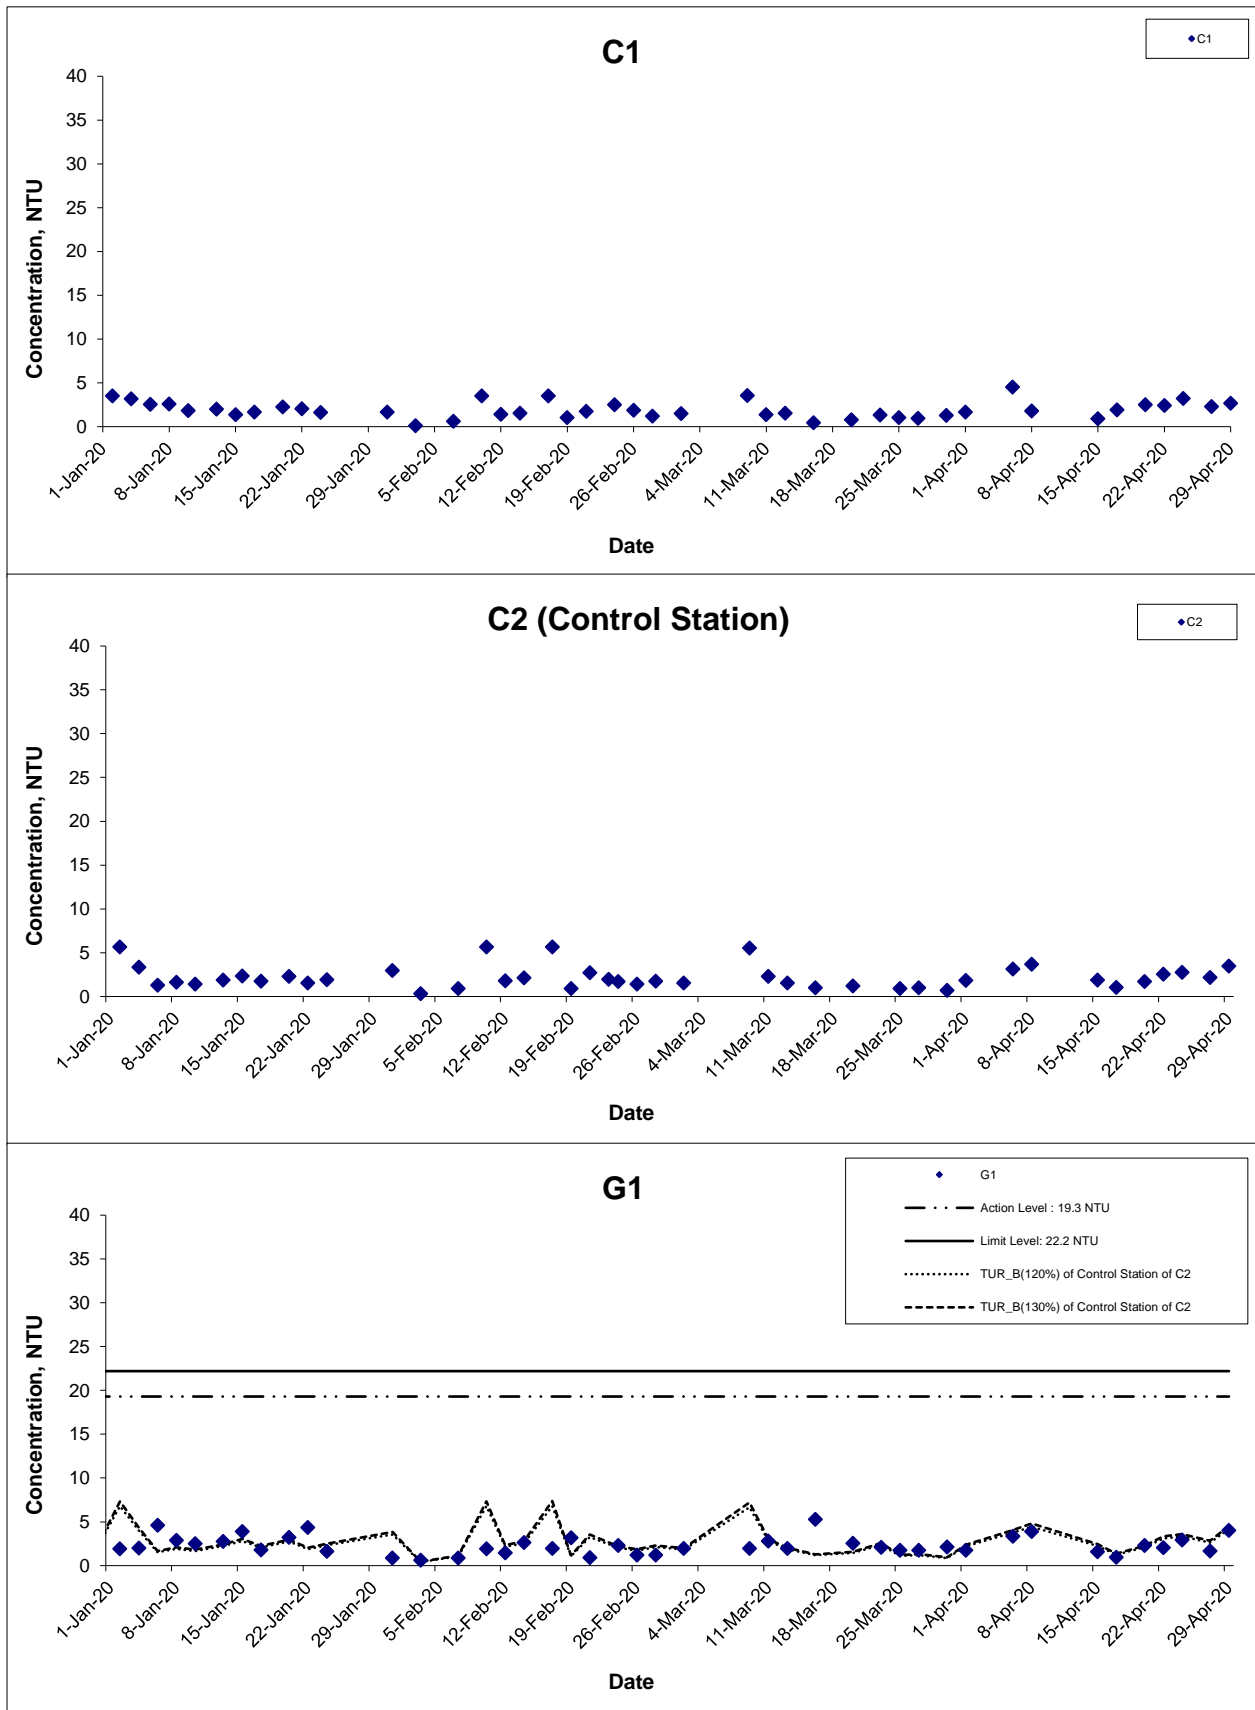 C1
C1
40
35
30
25
20
15
10
5
0
Concentration, NTU
1-Jan-20
8-Jan-20
15-Jan-20
22-Jan-20
29-Jan-20
5-Feb-20
12-Feb-20
19-Feb-20
26-Feb-20
4-Mar-20
11-Mar-20
18-Mar-20
25-Mar-20
1-Apr-20
8-Apr-20
15-Apr-20
22-Apr-20
29-Apr-20
Date
C2 (Control Station)
C2
40
35
30
25
20
15
10
5
0
Concentration, NTU
1-Jan-20
8-Jan-20
15-Jan-20
22-Jan-20
29-Jan-20
5-Feb-20
12-Feb-20
19-Feb-20
26-Feb-20
4-Mar-20
11-Mar-20
18-Mar-20
25-Mar-20
1-Apr-20
8-Apr-20
15-Apr-20
22-Apr-20
29-Apr-20
Date
G1
G1
Action Level : 19.3 NTU
Limit Level: 22.2 NTU
TUR_B(120%) of Control Station of C2
TUR_B(130%) of Control Station of C2
40
35
30
25
20
15
10
5
0
Concentration, NTU
1-Jan-20
8-Jan-20
15-Jan-20
22-Jan-20
29-Jan-20
5-Feb-20
12-Feb-20
19-Feb-20
26-Feb-20
4-Mar-20
11-Mar-20
18-Mar-20
25-Mar-20
1-Apr-20
8-Apr-20
15-Apr-20
22-Apr-20
29-Apr-20
Date